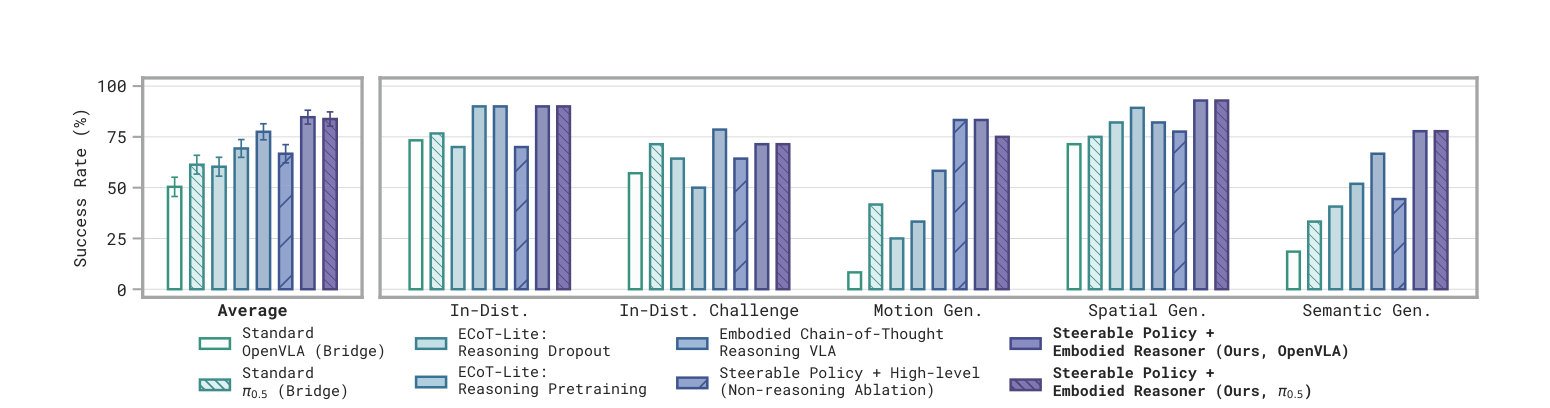 100
75
50
25
0
Success Rate (%)
Average
In-Dist.
In-Dist. Challenge
Motion Gen.
Spatial Gen.
Semantic Gen.
Standard
OpenVLA (Bridge)
Standard
π0.5 (Bridge)
ECoT-Lite:
Reasoning Dropout
ECoT-Lite:
Reasoning Pretraining
Embodied Chain-of-Thought
Reasoning VLA
Steerable Policy + High-level
(Non-reasoning Ablation)
Steerable Policy +
Embodied Reasoner (Ours, OpenVLA)
Steerable Policy +
Embodied Reasoner (Ours, π0.5)